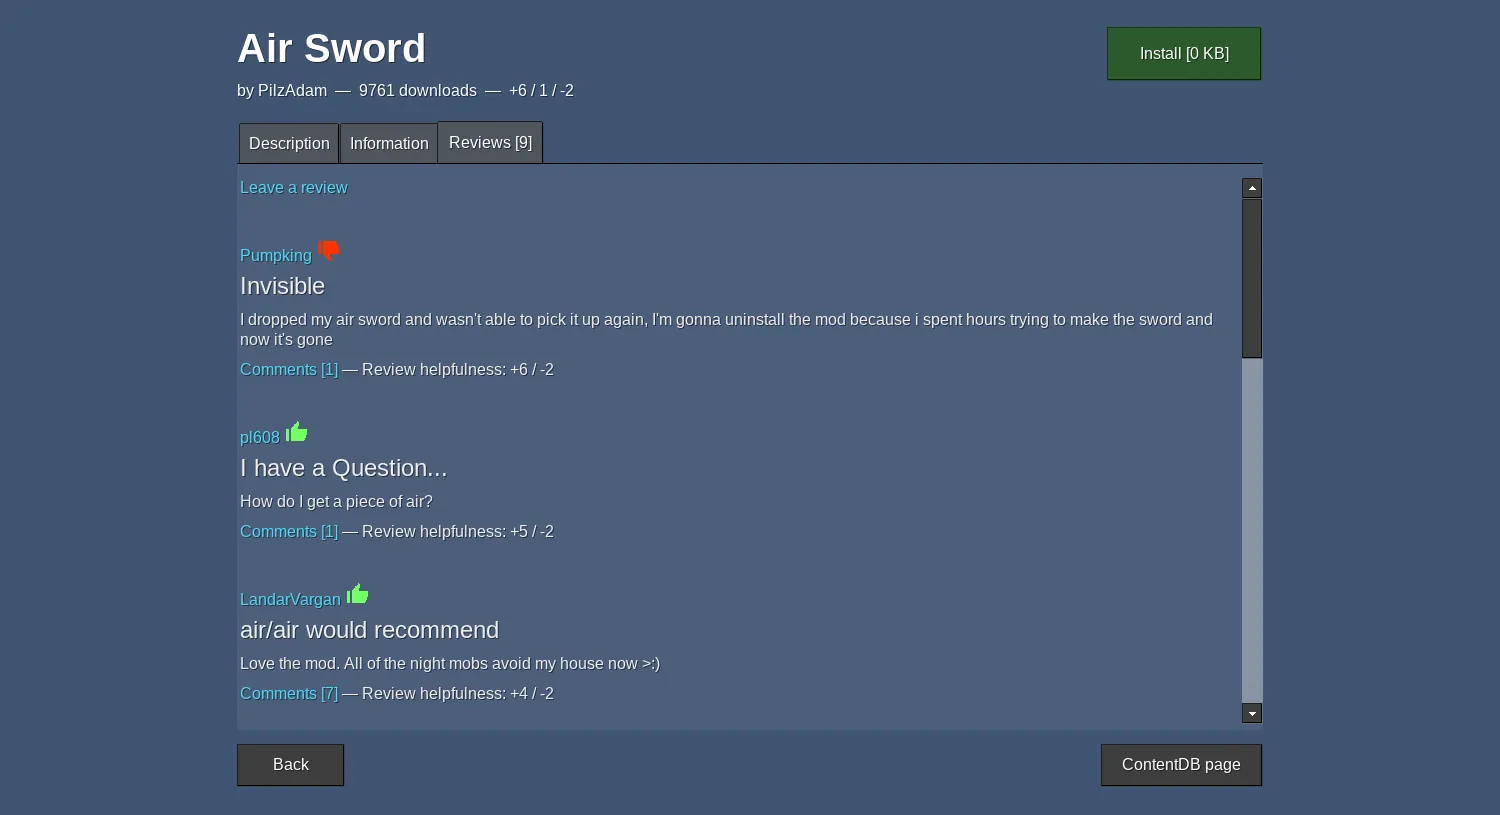 Air Sword
Install [0 KB]
by PilzAdam — 9761 downloads — +6 / 1 / -2
Description Information Reviews [9]
Leave a review
Pumpking
Invisible
I dropped my air sword and wasn't able to pick it up again, I'm gonna uninstall the mod because i spent hours trying to make the sword and
now it's gone
Comments [1] — Review helpfulness: +6 / -2
pl608
I have a Question...
How do I get a piece of air?
Comments [1] — Review helpfulness: +5 / -2
LandarVargan
air/air would recommend
Love the mod. All of the night mobs avoid my house now >:)
Comments [7] — Review helpfulness: +4 / -2
Back
ContentDB page